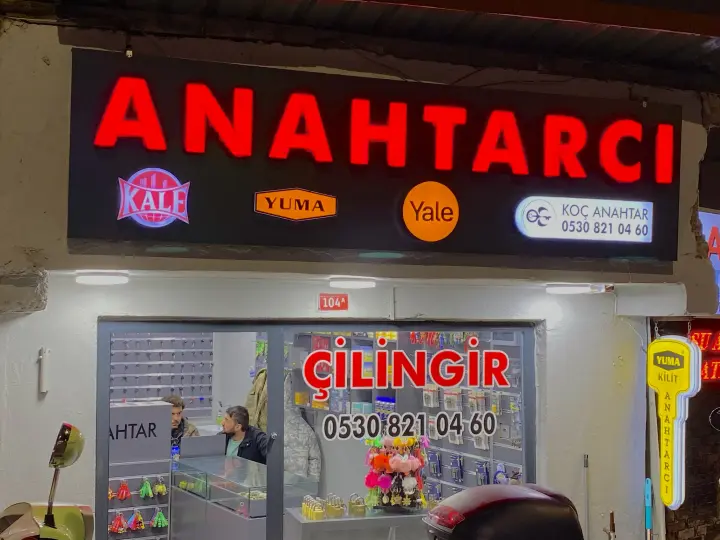 ANAHTARCI
KALE
YUMA
Yale
KOÇ ANAHTAR
0530 821 04 60
104A
ÇİLİNGİR
0530 821 04 60
AHTAR
YUMA
KİLİT
ANAHTARCI